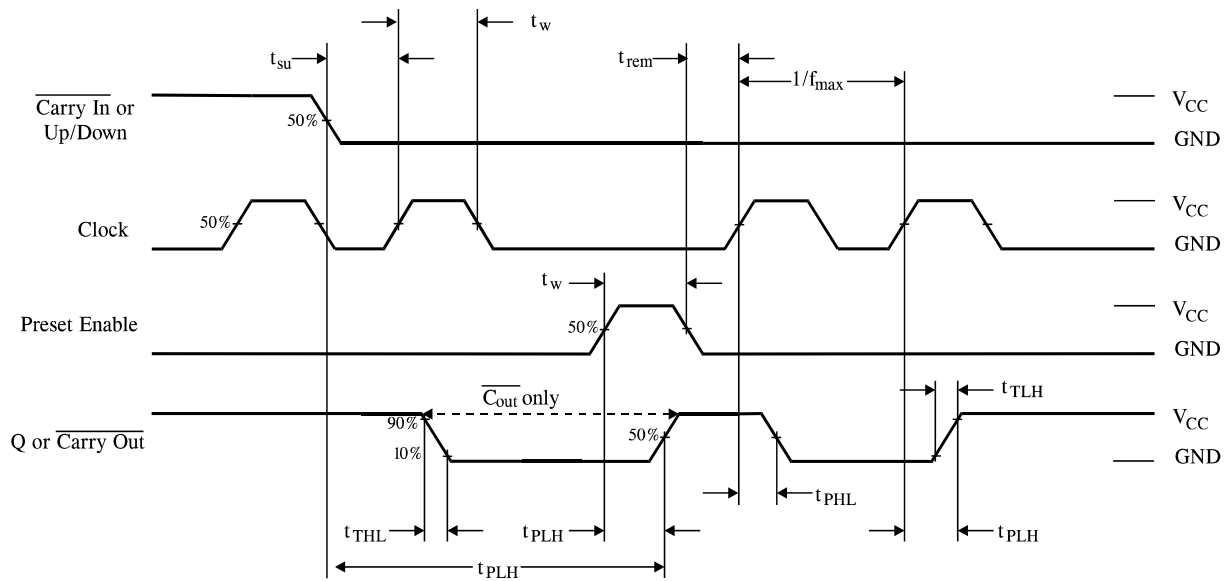 t_w
t_su
t_rem
1/f_max
Carry In or
Up/Down
50%
V_CC
GND
Clock
50%
V_CC
GND
t_w
Preset Enable
50%
V_CC
GND
C_out only
t_TLH
Q or Carry Out
90%
10%
50%
V_CC
GND
t_PHL
t_THL
t_PLH
t_PLH
t_PLH